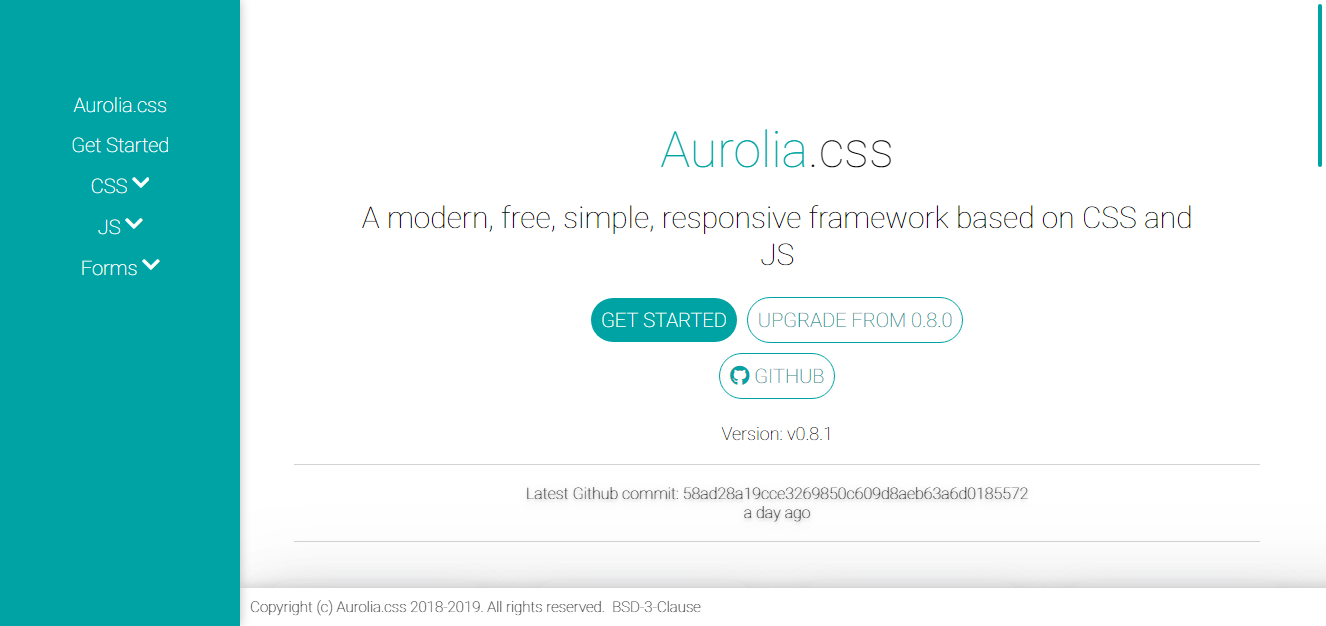 Aurolia.css
Get Started
CSS
JS
Forms
Aurolia.css
A modern, free, simple, responsive framework based on CSS and
JS
GET STARTED
UPGRADE FROM 0.8.0
GITHUB
Version: v0.8.1
Latest Github commit: 58ad28a19cce3269850c609d8aeb63a6d0185572
a day ago
Copyright (c) Aurolia.css 2018-2019. All rights reserved. BSD-3-Clause